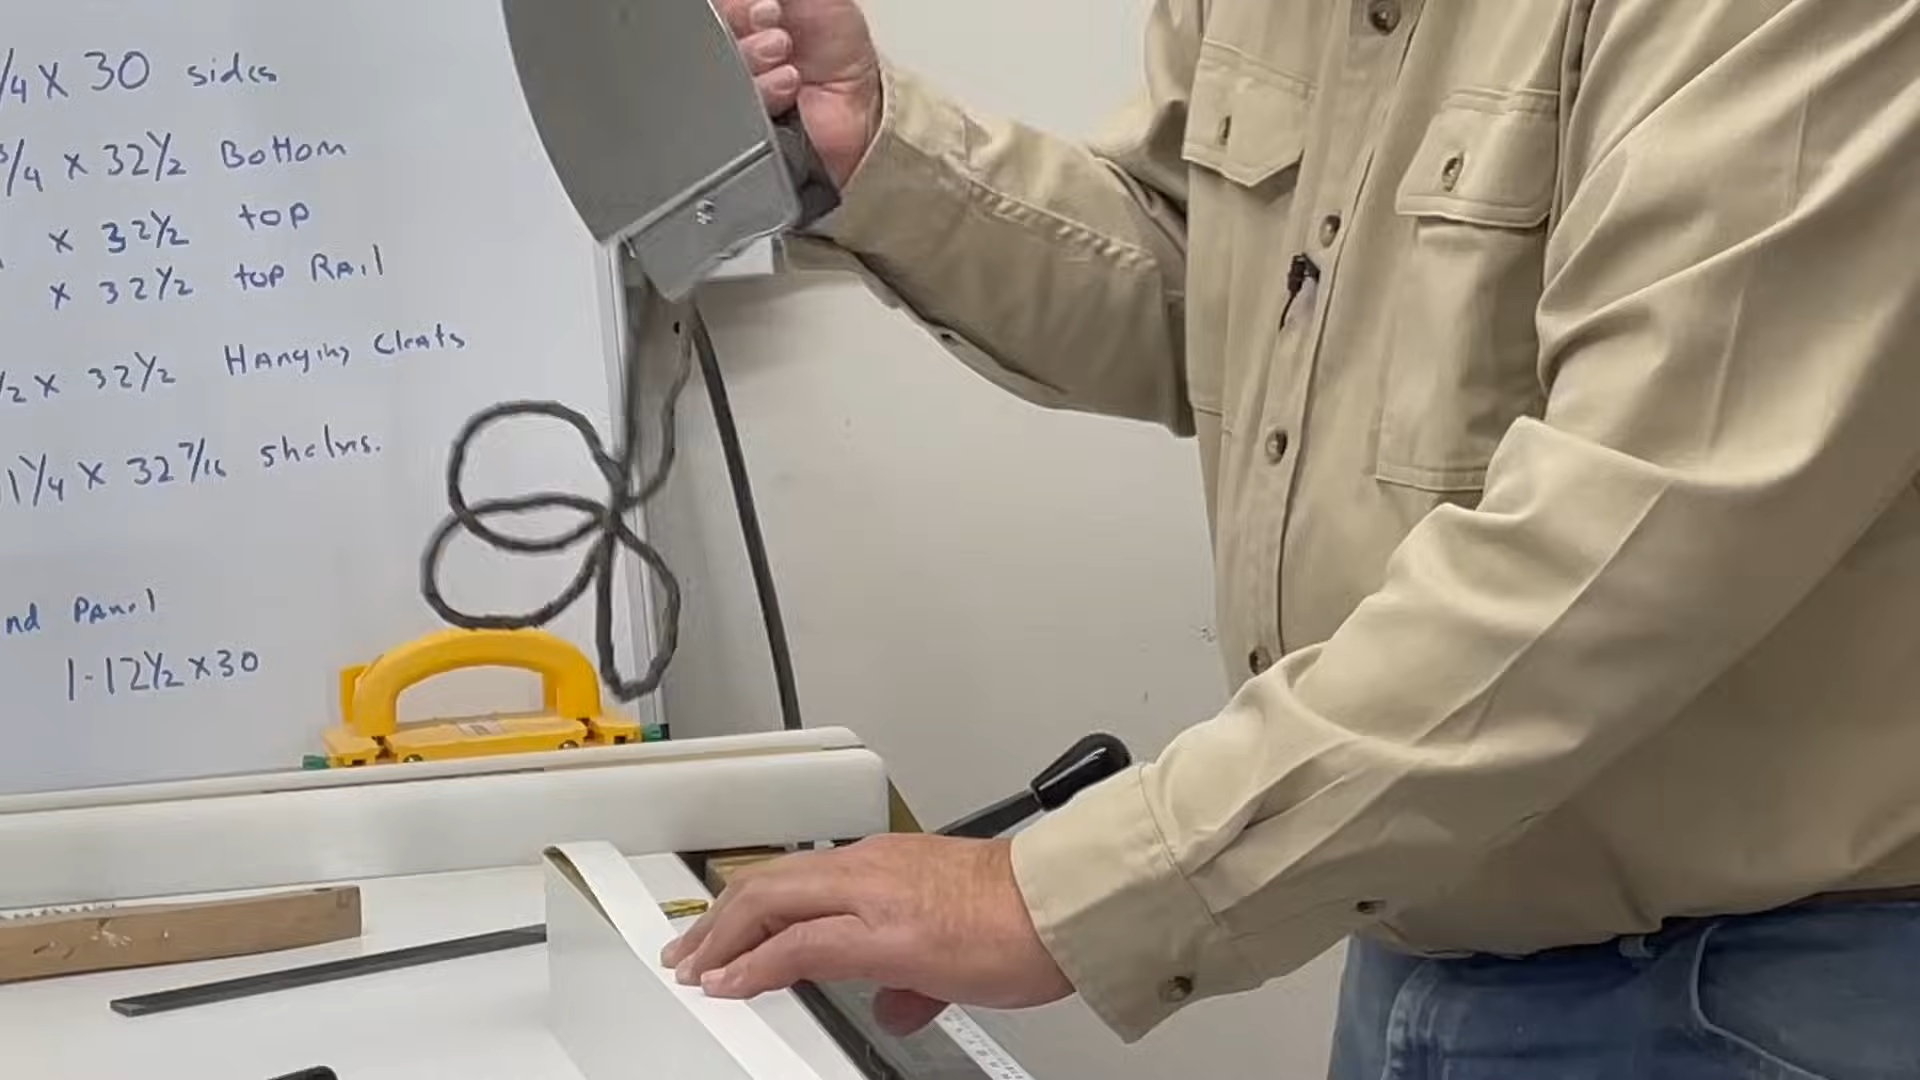 /4 x 30 sides
3/4 x 32 1/2 Bottom
x 32 1/2 top
x 32 1/2 top Rail
/2 x 32 1/2 Hanging Cleats
1 1/4 x 32 7/16 shelvs.
nd Panel
1-12 1/2 x 30